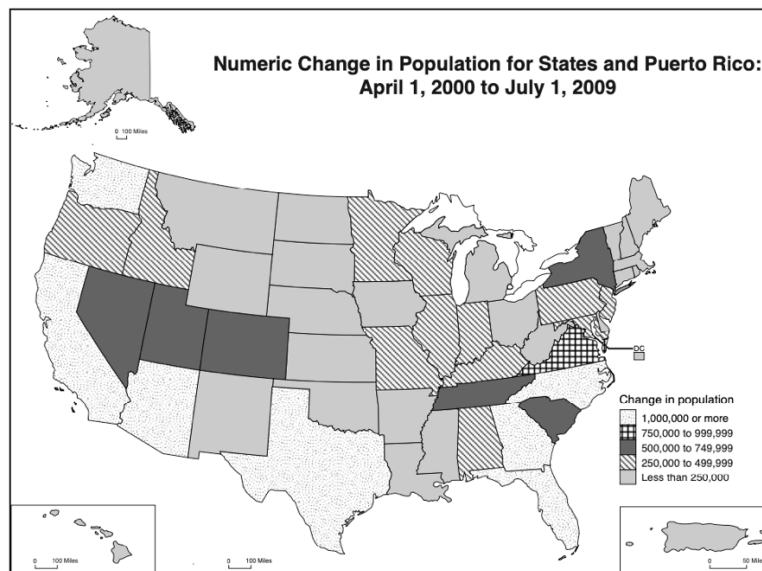 Numeric Change in Population for States and Puerto Rico:
April 1, 2000 to July 1, 2009
0 100 Miles
DC
Change in population
1,000,000 or more
750,000 to 999,999
500,000 to 749,999
250,000 to 499,999
Less than 250,000
0 100 Miles
0 100 Miles
0 50 Miles